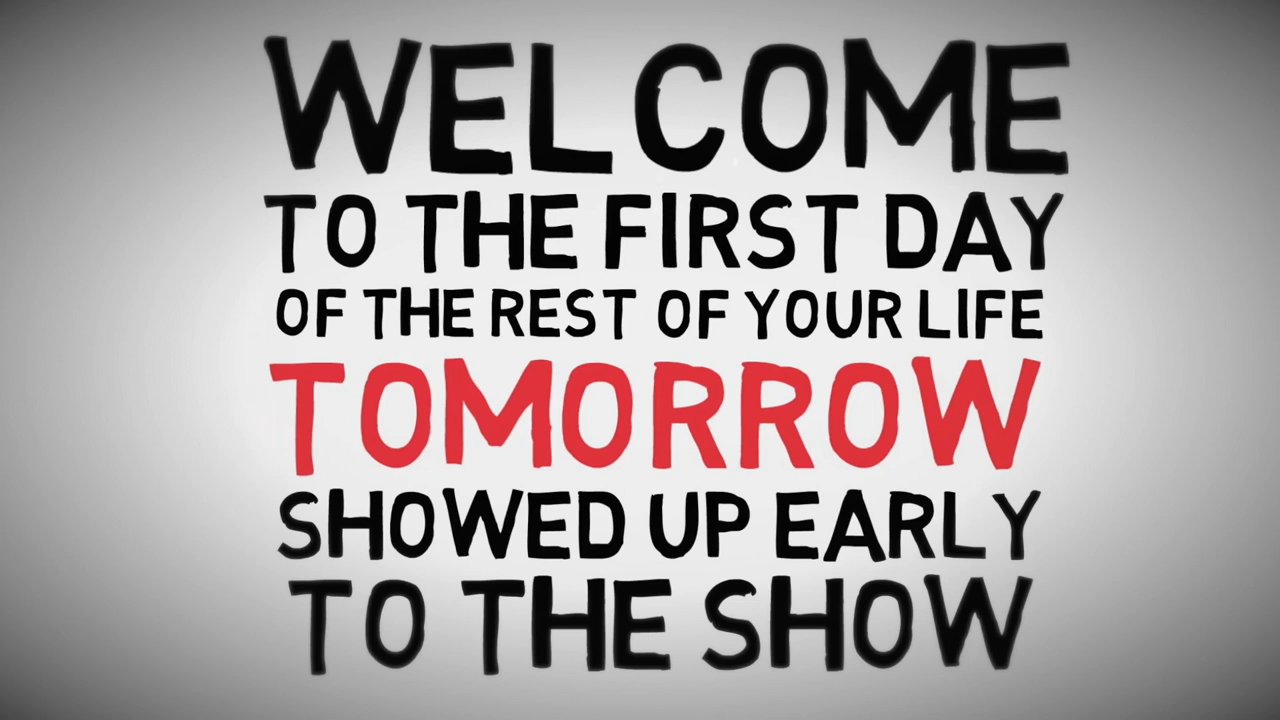 WELCOME
TO THE FIRST DAY
OF THE REST OF YOUR LIFE
TOMORROW
SHOWED UP EARLY
TO THE SHOW